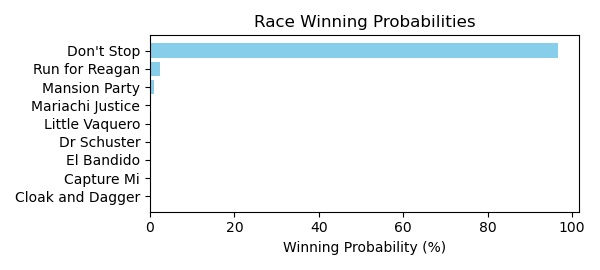 Race Winning Probabilities
Don't Stop
Run for Reagan
Mansion Party
Mariachi Justice
Little Vaquero
Dr Schuster
El Bandido
Capture Mi
Cloak and Dagger
0 20 40 60 80 100
Winning Probability (%)